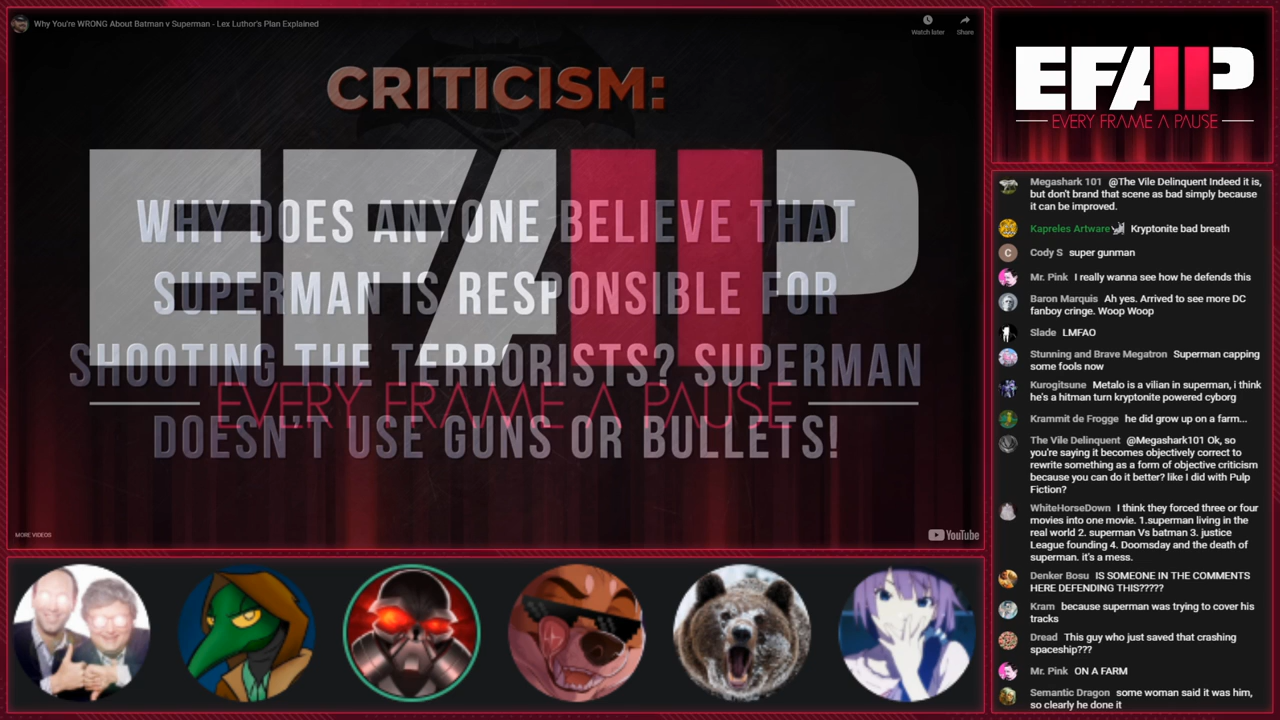 Why You're WRONG About Batman v Superman - Lex Luthor's Plan Explained
Watch later
Share
CRITICISM:
EFAP
WHY DOES ANYONE BELIEVE THAT
SUPERMAN IS RESPONSIBLE FOR
SHOOTING THE TERRORISTS? SUPERMAN
EVERY FRAME A PAUSE
DOESN'T USE GUNS OR BULLETS!
MORE VIDEOS
YouTube
EFAP
EVERY FRAME A PAUSE
Megashark 101 @The Vile Delinquent Indeed it is,
but don't brand that scene as bad simply because
it can be improved.
Kapreles Artware Kryptonite bad breath
C
Cody S super gunman
Mr. Pink I really wanna see how he defends this
Baron Marquis Ah yes. Arrived to see more DC
fanboy cringe. Woop Woop
Slade LMFAO
Stunning and Brave Megatron Superman capping
some fools now
Kurogitsune Metalo is a vilian in superman, i think
he's a hitman turn kryptonite powered cyborg
Krammit de Frogge he did grow up on a farm...
The Vile Delinquent @Megashark101 Ok, so
you're saying it becomes objectively correct to
rewrite something as a form of objective criticism
because you can do it better? like I did with Pulp
Fiction?
WhiteHorseDown I think they forced three or four
movies into one movie. 1.superman living in the
real world 2. superman Vs batman 3. justice
League founding 4. Doomsday and the death of
superman. it's a mess.
Denker Bosu IS SOMEONE IN THE COMMENTS
HERE DEFENDING THIS?????
Kram because superman was trying to cover his
tracks
Dread This guy who just saved that crashing
spaceship???
Mr. Pink ON A FARM
Semantic Dragon some woman said it was him,
so clearly he done it